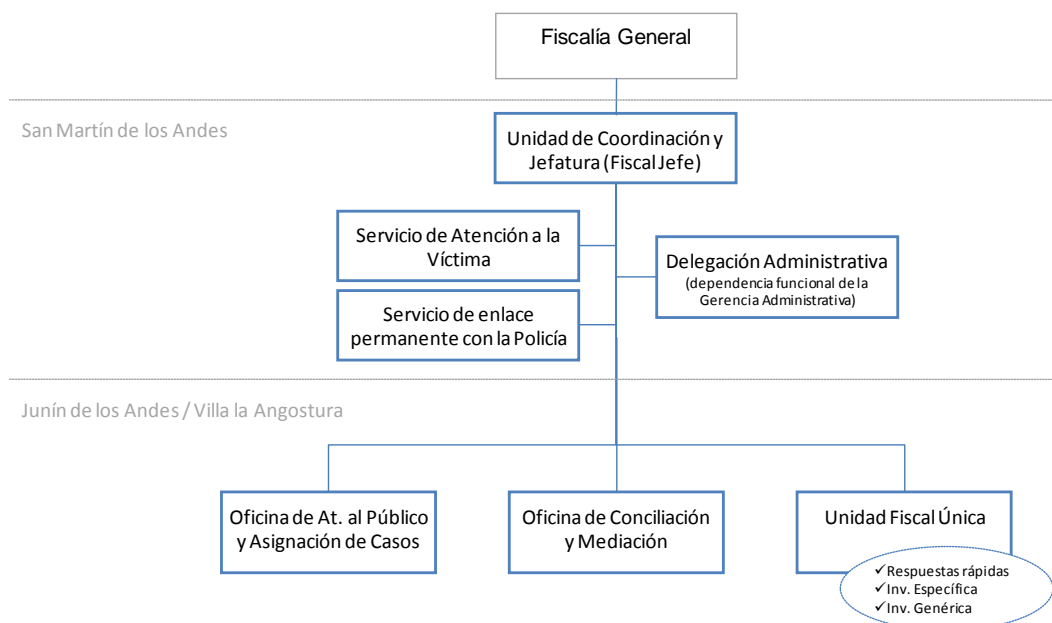 Fiscalía General
San Martín de los Andes
Unidad de Coordinación y
Jefatura (Fiscal Jefe)
Servicio de Atención a la
Víctima
Delegación Administrativa
(dependencia funcional de la
Gerencia Administrativa)
Servicio de enlace
permanente con la Policía
Junín de los Andes / Villa la Angostura
Oficina de At. al Público
y Asignación de Casos
Oficina de Conciliación
y Mediación
Unidad Fiscal Única
✓Respuestas rápidas
✓Inv. Específica
✓Inv. Genérica